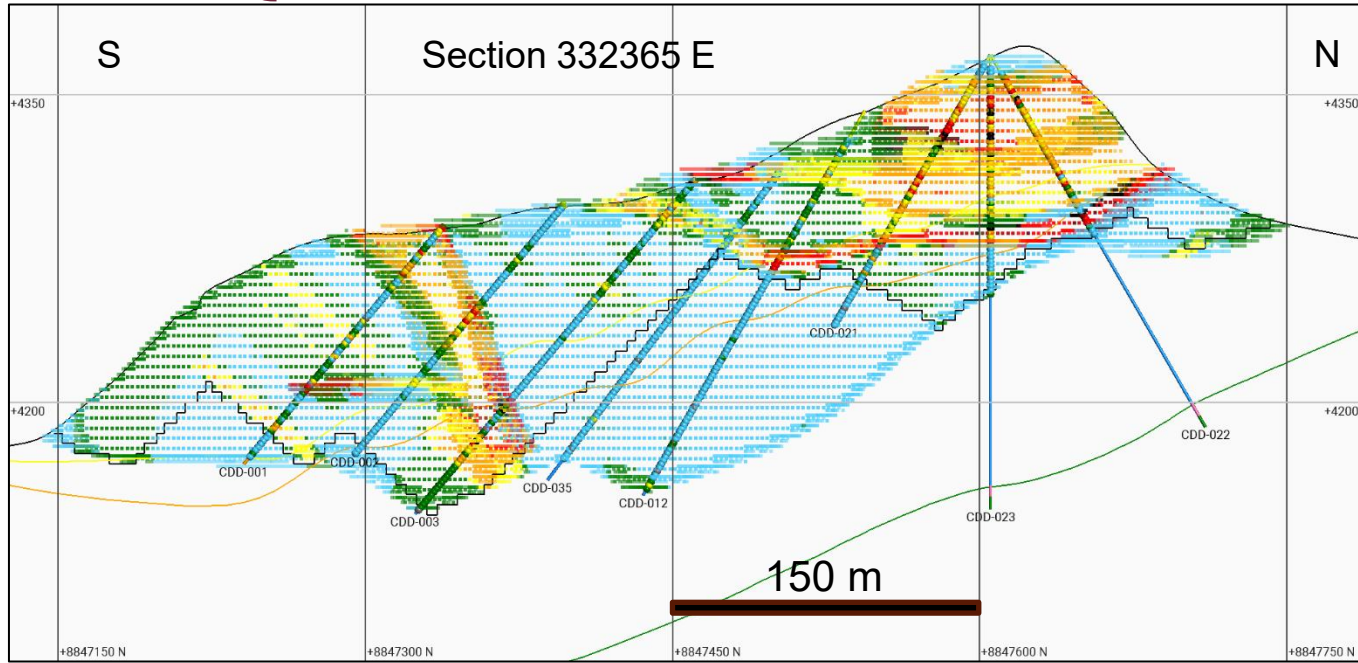 S Section 332365 E N
+4350 +4350
CDD-021
+4200 +4200
CDD-022
CDD-001 CDD-002
CDD-035
CDD-012
CDD-003 CDD-023
150 m
+8847150 N +8847300 N +8847450 N +8847600 N +8847750 N